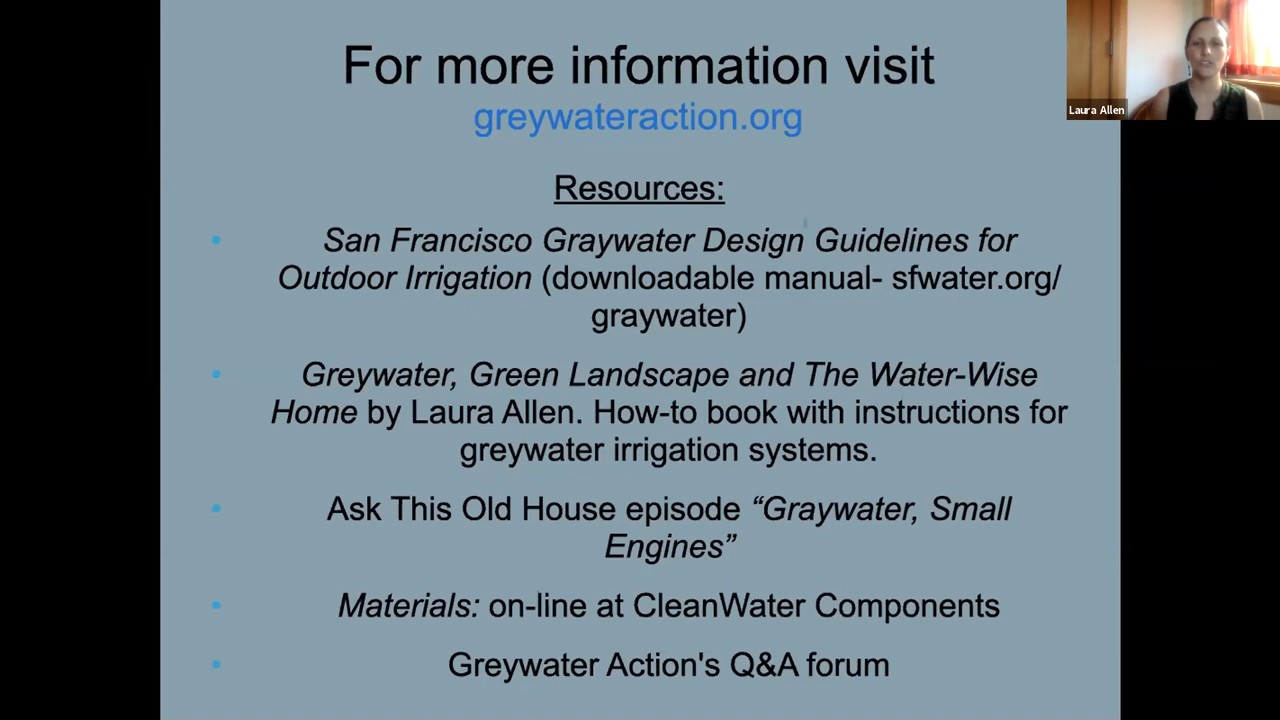 For more information visit
greywateraction.org
Laura Allen
Resources:
San Francisco Graywater Design Guidelines for
Outdoor Irrigation (downloadable manual- sfwater.org/
graywater)
Greywater, Green Landscape and The Water-Wise
Home by Laura Allen. How-to book with instructions for
greywater irrigation systems.
Ask This Old House episode “Graywater, Small
Engines”
Materials: on-line at CleanWater Components
Greywater Action's Q&A forum